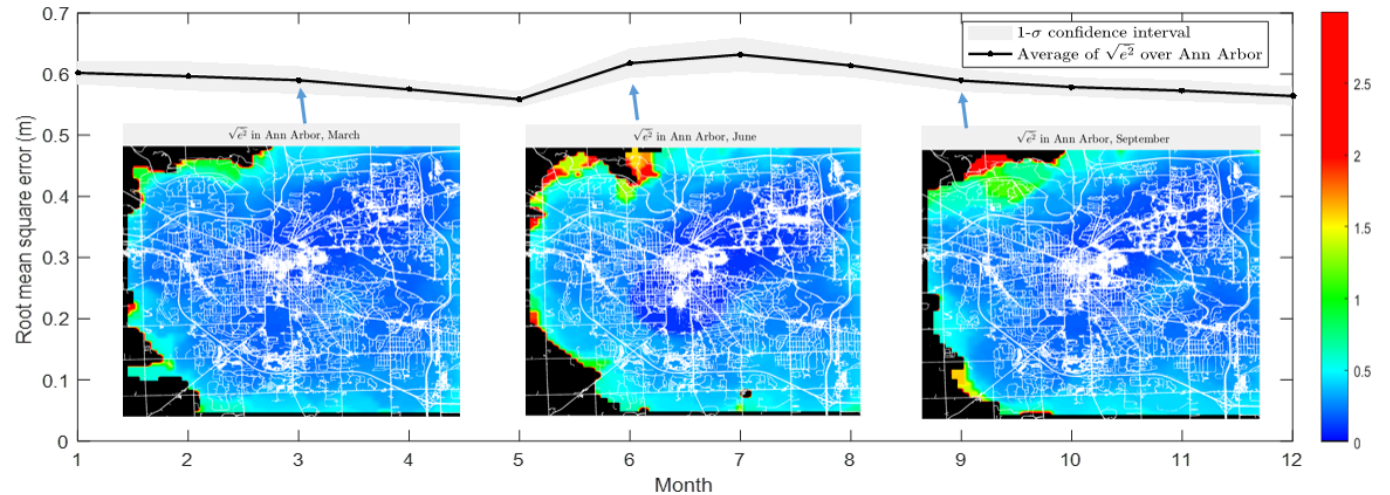 0.7
0.6
0.5
0.4
0.3
0.2
0.1
0
Root mean square error (m)
1-σ confidence interval
Average of √e² over Ann Arbor
√e² in Ann Arbor, March
√e² in Ann Arbor, June
√e² in Ann Arbor, September
1 2 3 4 5 6 7 8 9 10 11 12
Month
2.5
2
1.5
1
0.5
0